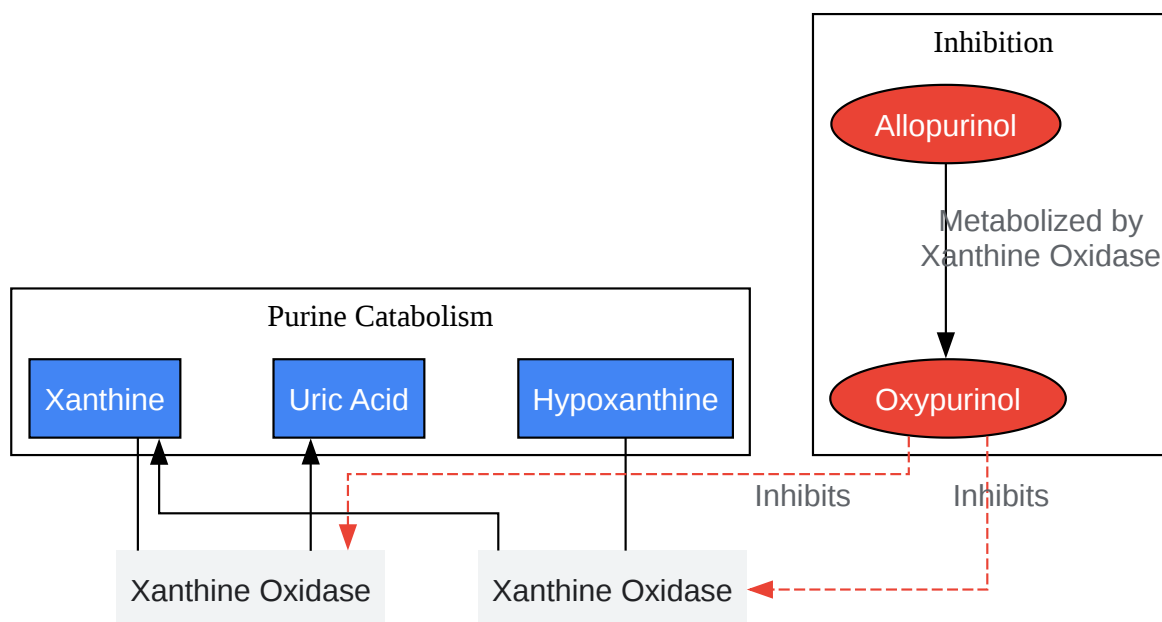 Inhibition
Allopurinol
Metabolized by
Xanthine Oxidase
Purine Catabolism
Xanthine
Uric Acid
Hypoxanthine
Oxypurinol
Inhibits
Inhibits
Xanthine Oxidase
Xanthine Oxidase